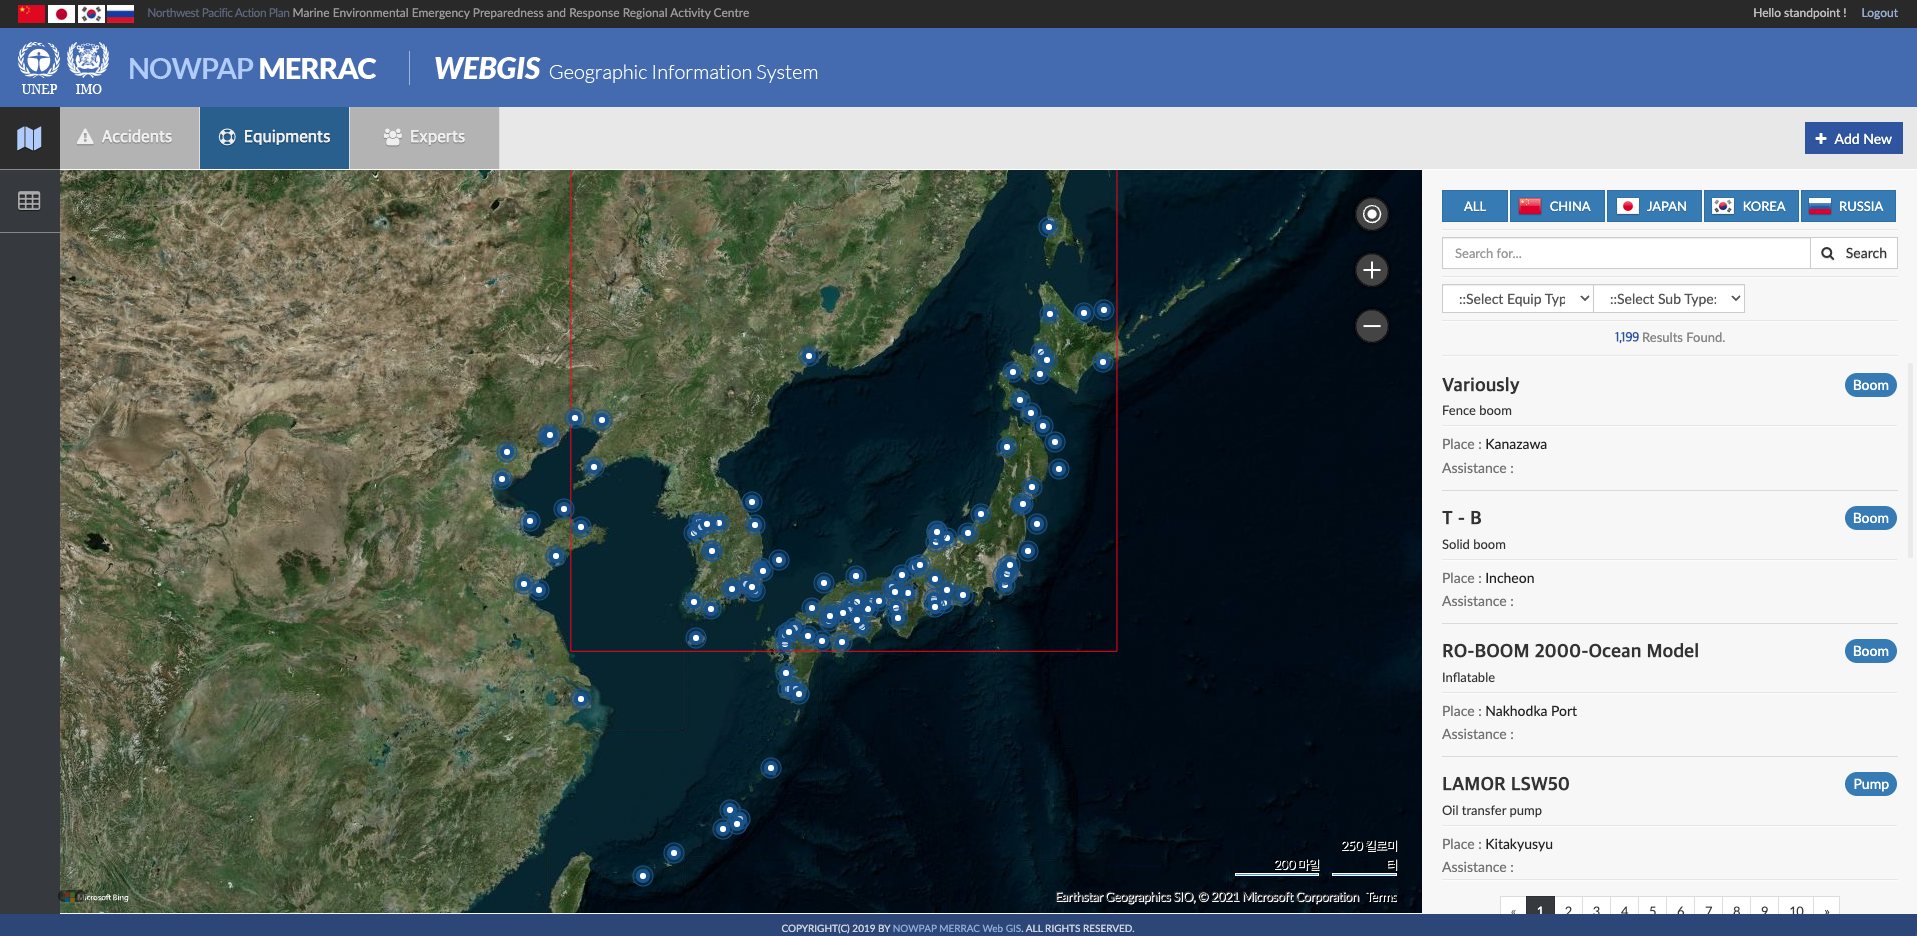 Northwest Pacific Action Plan Marine Environmental Emergency Preparedness and Response Regional Activity Centre
Hello standpoint ! Logout
UNEP IMO
NOWPAP MERRAC
WEBGIS Geographic Information System
Accidents
Equipments
Experts
+ Add New
ALL
CHINA
JAPAN
KOREA
RUSSIA
Search for...
Search
::Select Equip Typ
::Select Sub Type:
1,199 Results Found.
Variously
Boom
Fence boom
Place : Kanazawa
Assistance :
T - B
Boom
Solid boom
Place : Incheon
Assistance :
RO-BOOM 2000-Ocean Model
Boom
Inflatable
Place : Nakhodka Port
Assistance :
LAMOR LSW50
Pump
Oil transfer pump
Place : Kitakyusyu
Assistance :
« 1 2 3 4 5 6 7 8 9 10 »
200 마일
250 킬로미
터
Microsoft Bing
Earthstar Geographics SIO, © 2021 Microsoft Corporation Terms
COPYRIGHT(C) 2019 BY NOWPAP MERRAC Web GIS. ALL RIGHTS RESERVED.